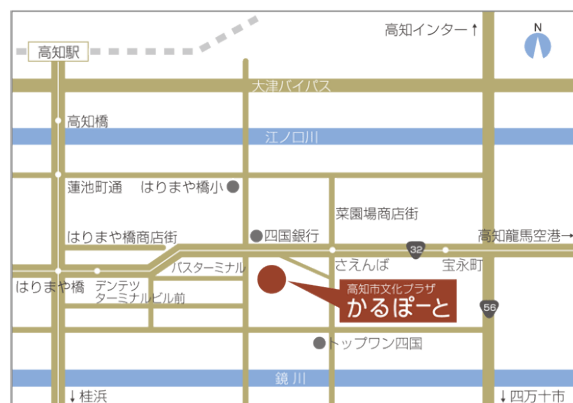 高知インター↑
N
高知駅
大津バイパス
高知橋
江ノ口川
蓮池町通
はりまや橋小
菜園場商店街
はりまや橋商店街
四国銀行
32
高知龍馬空港→
バスターミナル
さえんば
宝永町
はりまや橋
デンテツ
ターミナルビル前
高知市文化プラザ
かるぽーと
56
トップワン四国
鏡川
↓桂浜
↓四万十市